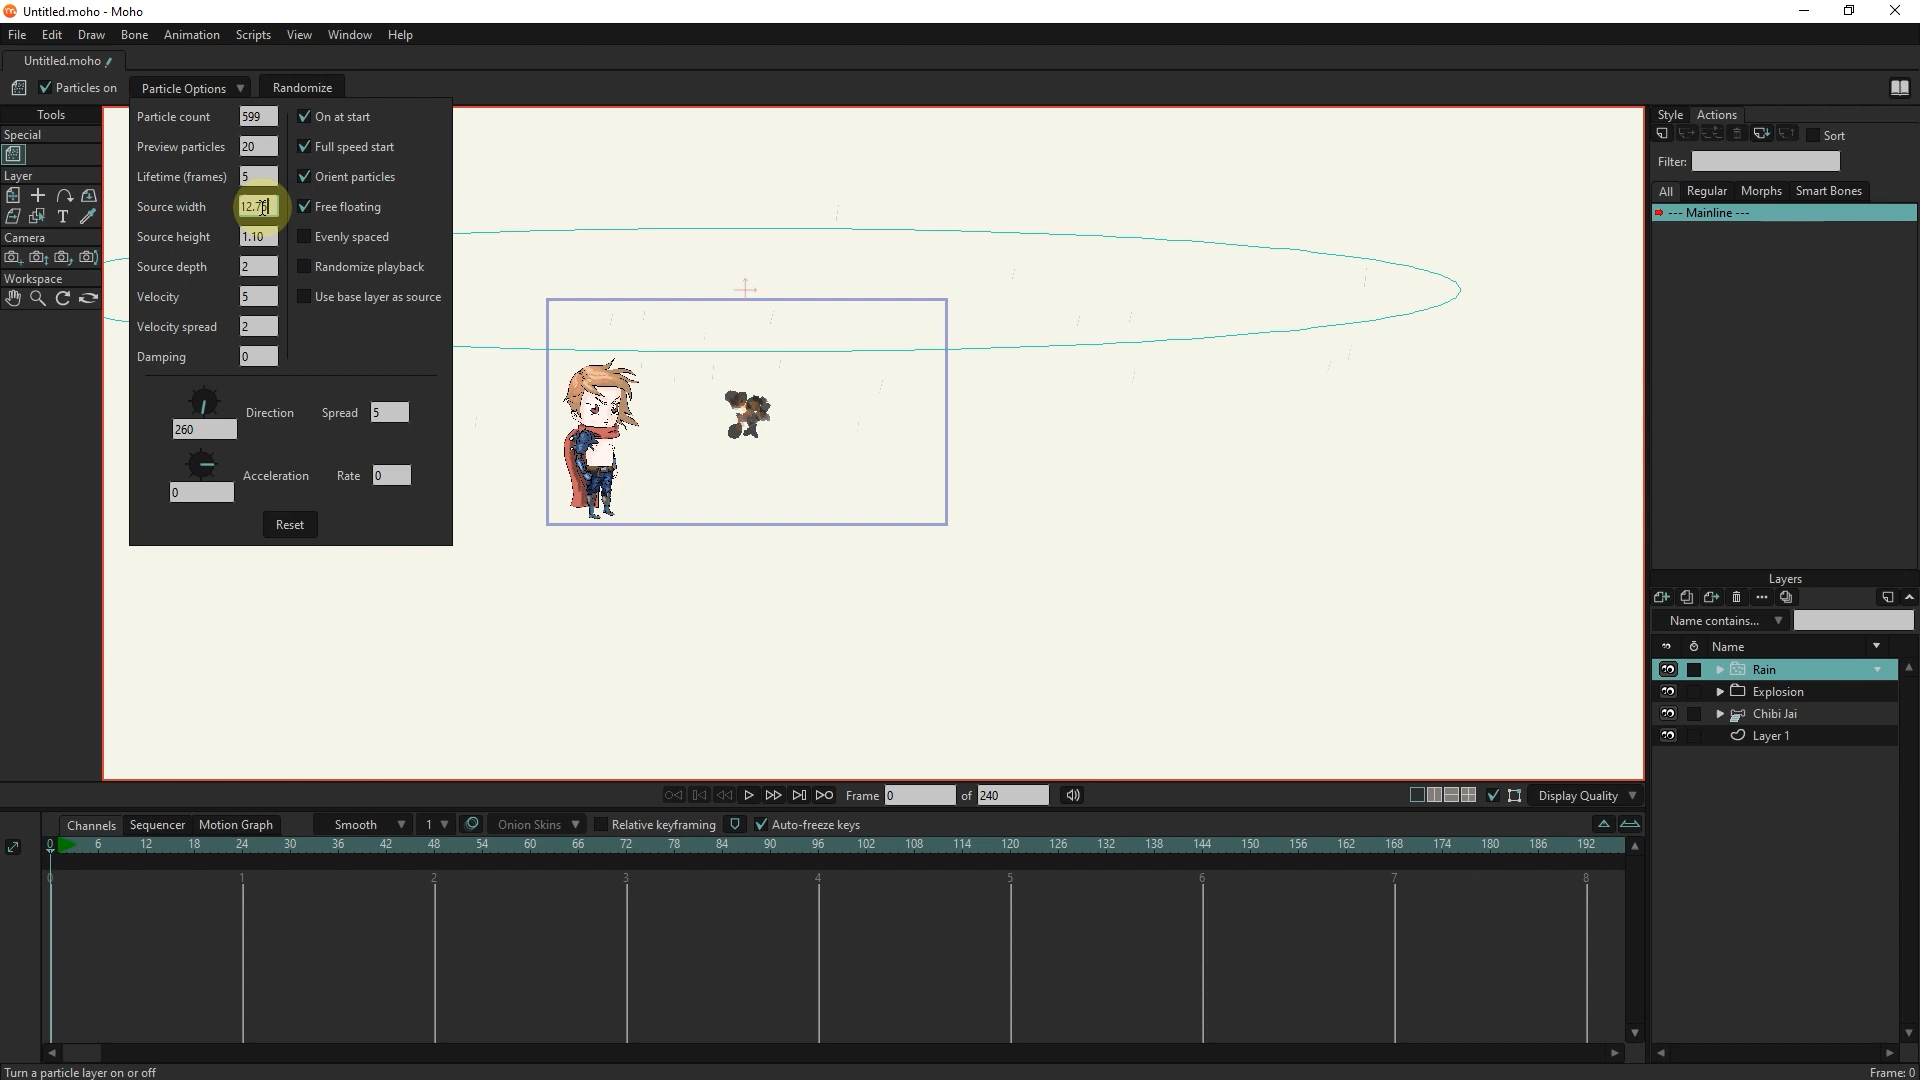 Untitled.moho - Moho
File Edit Draw Bone Animation Scripts View Window Help
Untitled.moho
Particles on Particle Options Randomize
Tools
Special
Layer
Camera
Workspace
Particle count 599
Preview particles 20
Lifetime (frames) 5
Source width 12.75
Source height 1.10
Source depth 2
Velocity 5
Velocity spread 2
Damping 0
On at start
Full speed start
Orient particles
Free floating
Evenly spaced
Randomize playback
Use base layer as source
260 Direction Spread 5
0 Acceleration Rate 0
Reset
Style Actions
Sort
Filter:
All Regular Morphs Smart Bones
--- Mainline ---
Layers
Name contains...
Name
Rain
Explosion
Chibi Jai
Layer 1
Frame 0 of 240 Display Quality
Channels Sequencer Motion Graph Smooth 1 Onion Skins Relative keyframing Auto-freeze keys
0 6 12 18 24 30 36 42 48 54 60 66 72 78 84 90 96 102 108 114 120 126 132 138 144 150 156 162 168 174 180 186 192
0 1 2 3 4 5 6 7 8
Turn a particle layer on or off Frame: 0